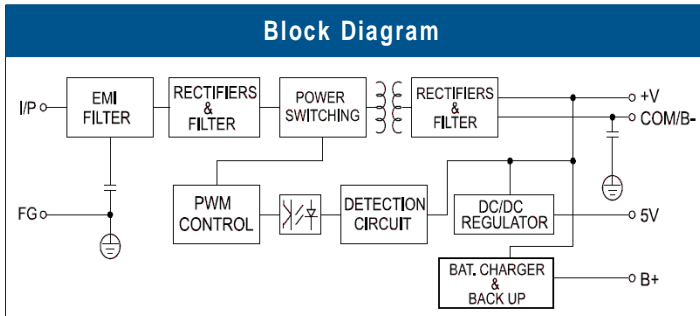 Block Diagram
I/P
EMI
FILTER
RECTIFIERS
&
FILTER
POWER
SWITCHING
RECTIFIERS
&
FILTER
+V
COM/B-
FG
PWM
CONTROL
DETECTION
CIRCUIT
DC/DC
REGULATOR
5V
BAT. CHARGER
&
BACK UP
B+